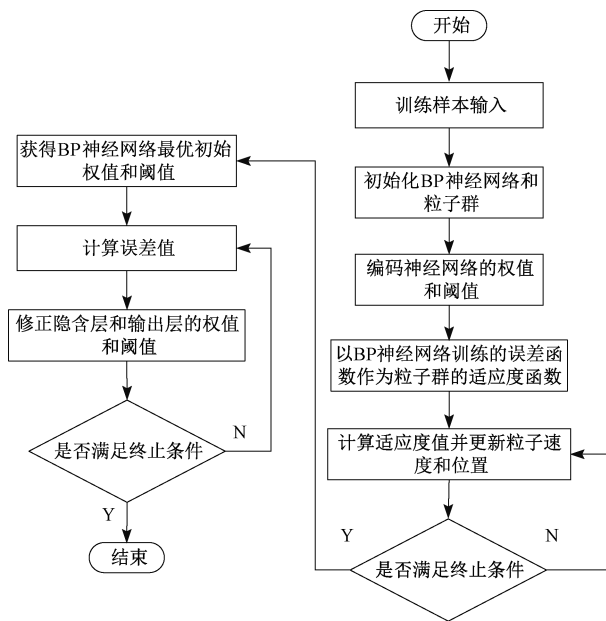 开始
训练样本输入
初始化BP神经网络和
粒子群
编码神经网络的权值
和阈值
以BP神经网络训练的误差函
数作为粒子群的适应度函数
计算适应度值并更新粒子速
度和位置
是否满足终止条件
Y
N
获得BP神经网络最优初始
权值和阈值
计算误差值
修正隐含层和输出层的权值
和阈值
是否满足终止条件
N
Y
结束